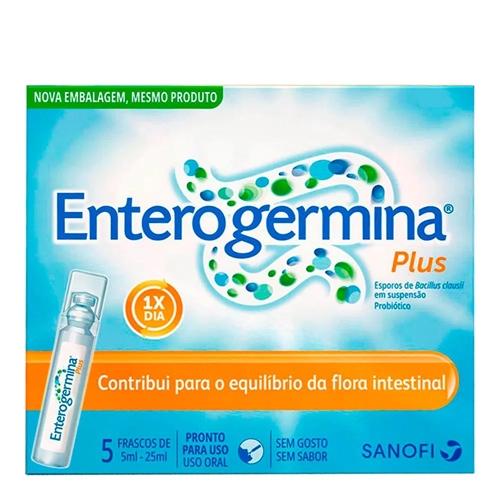 NOVA EMBALAGEM, MESMO PRODUTO
Enterogermina®
Plus
Esporos de Bacillus clausii
em suspensão
Probiótico
1X
DIA
Enterogermina® Plus
Contribui para o equilíbrio da flora intestinal
5 FRASCOS DE
5ml - 25ml
PRONTO
PARA USO
USO ORAL
SEM GOSTO
SEM SABOR
SANOFI